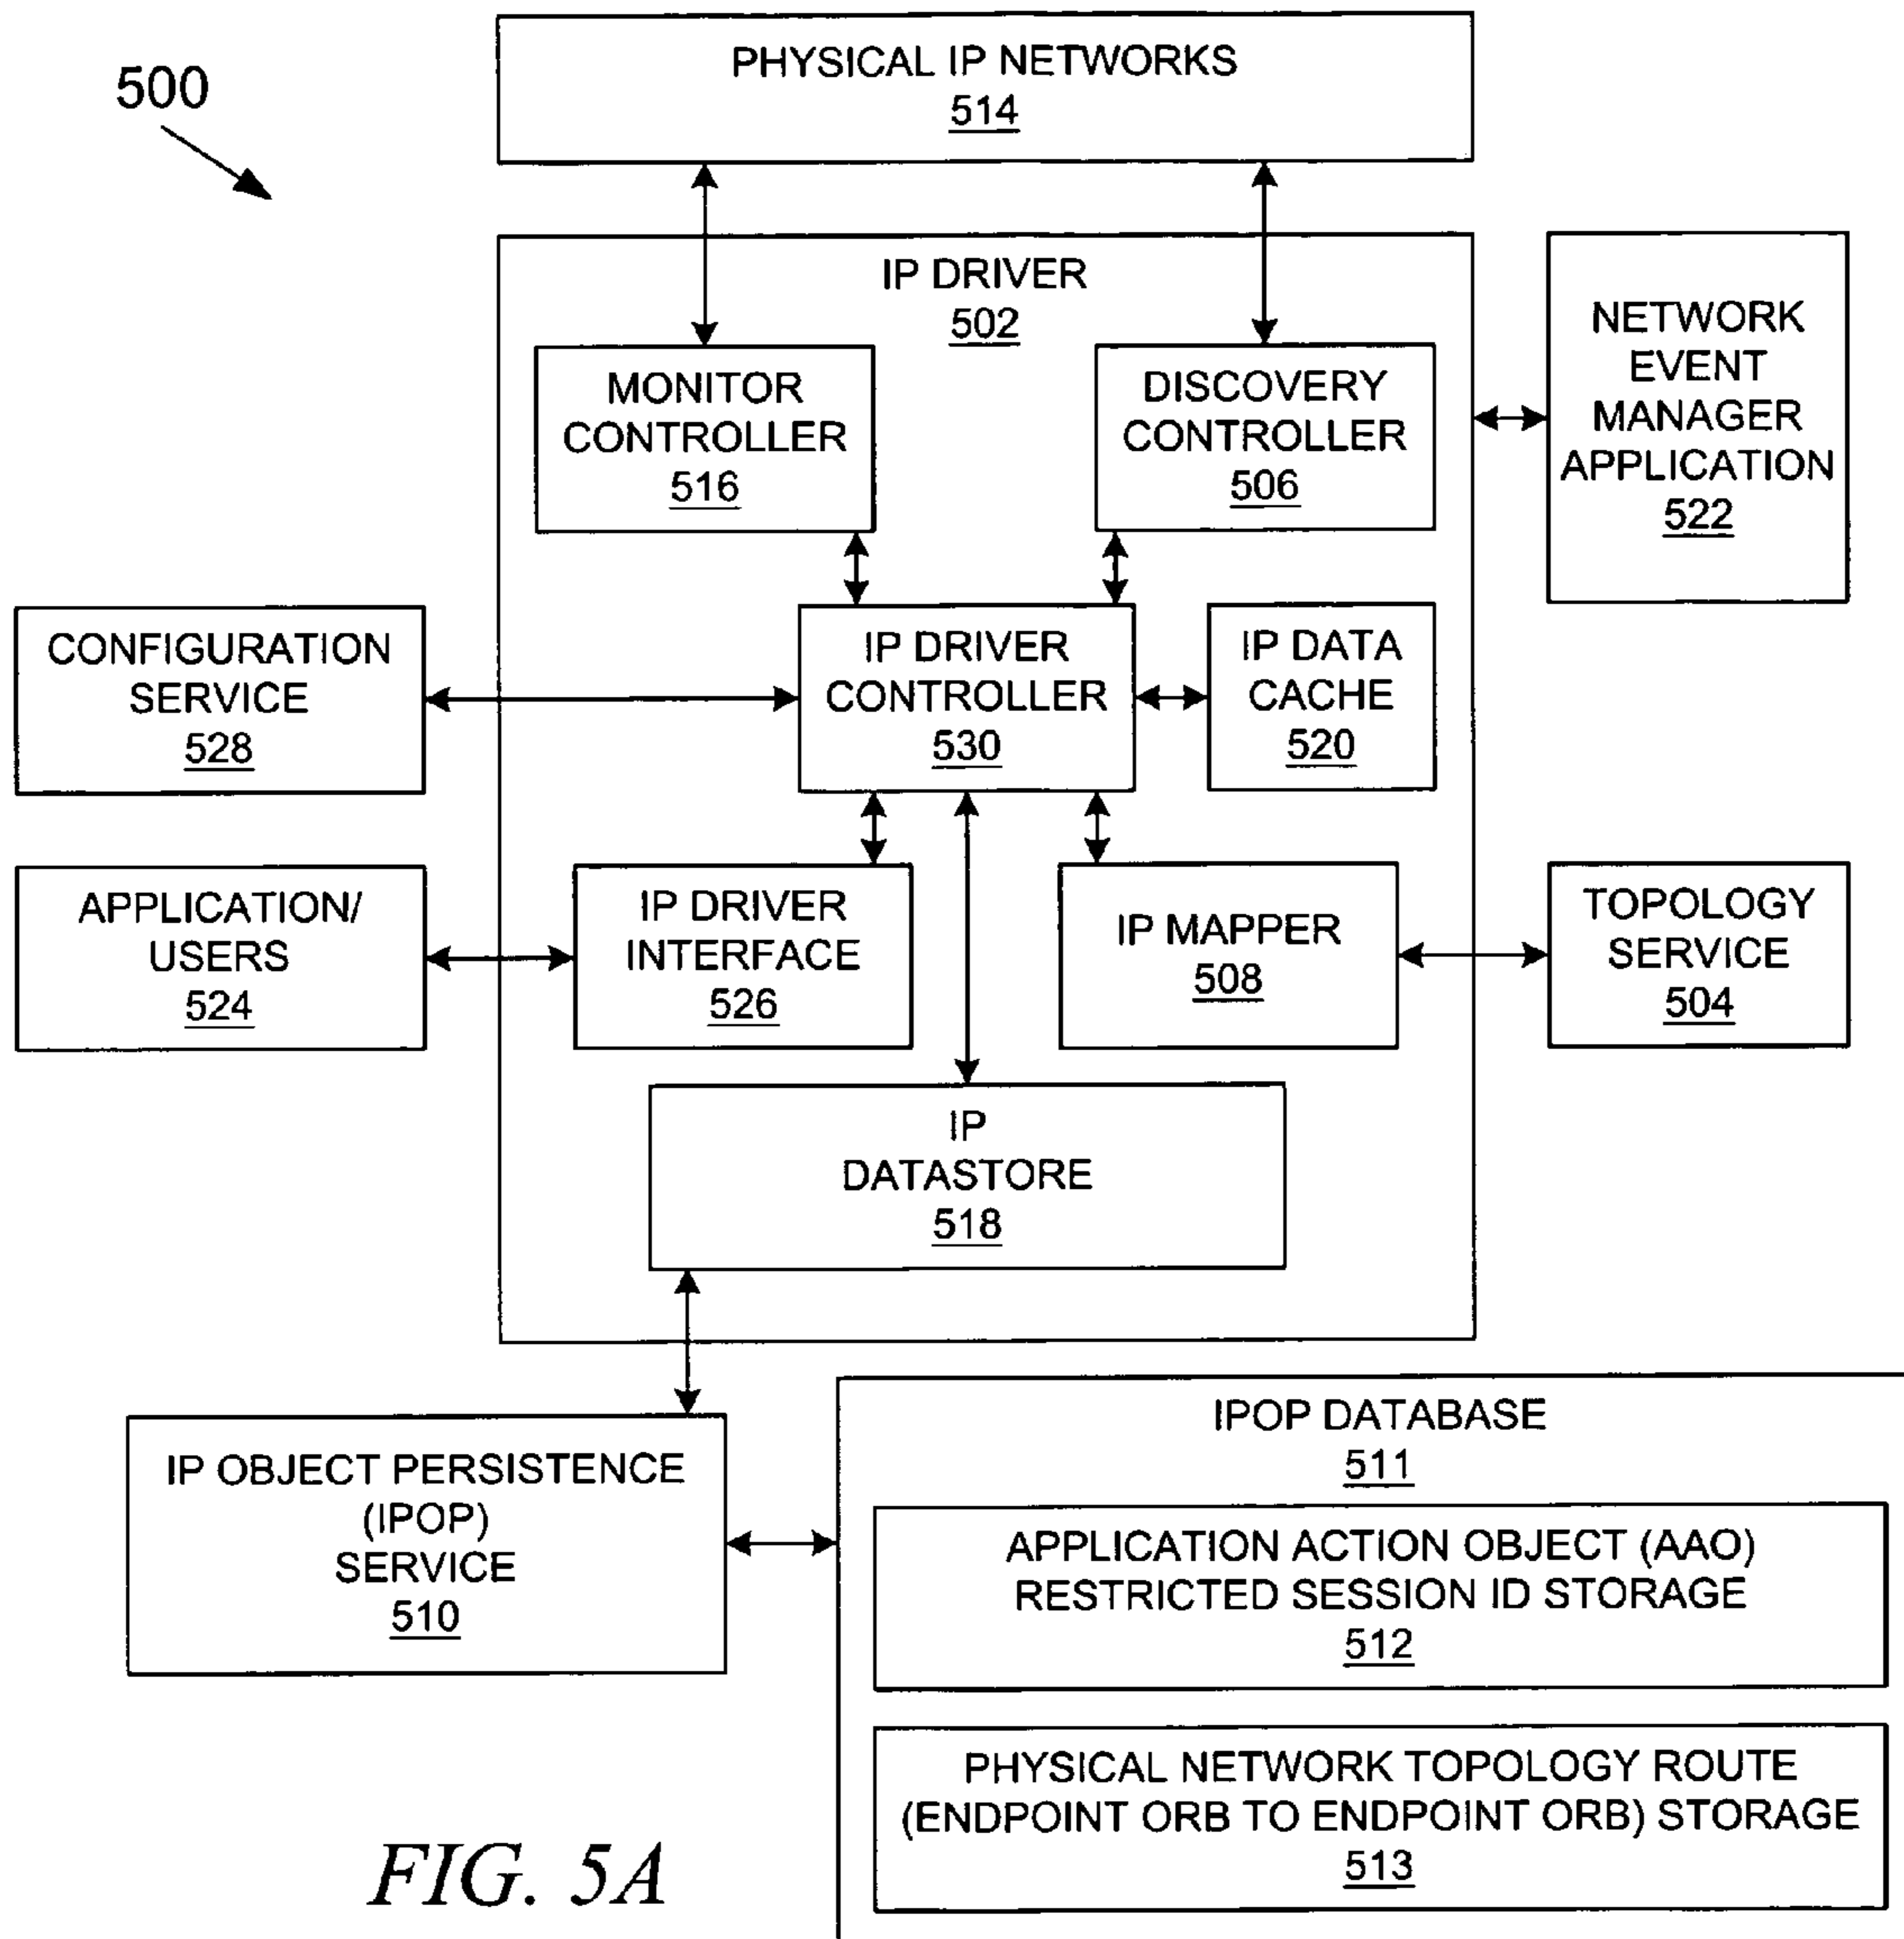 500
PHYSICAL IP NETWORKS
514
IP DRIVER
502
MONITOR
CONTROLLER
516
DISCOVERY
CONTROLLER
506
NETWORK
EVENT
MANAGER
APPLICATION
522
CONFIGURATION
SERVICE
528
IP DRIVER
CONTROLLER
530
IP DATA
CACHE
520
APPLICATION/
USERS
524
IP DRIVER
INTERFACE
526
IP MAPPER
508
TOPOLOGY
SERVICE
504
IP
DATASTORE
518
IP OBJECT PERSISTENCE
(IPOP)
SERVICE
510
IPOP DATABASE
511
APPLICATION ACTION OBJECT (AAO)
RESTRICTED SESSION ID STORAGE
512
PHYSICAL NETWORK TOPOLOGY ROUTE
(ENDPOINT ORB TO ENDPOINT ORB) STORAGE
513
FIG. 5A